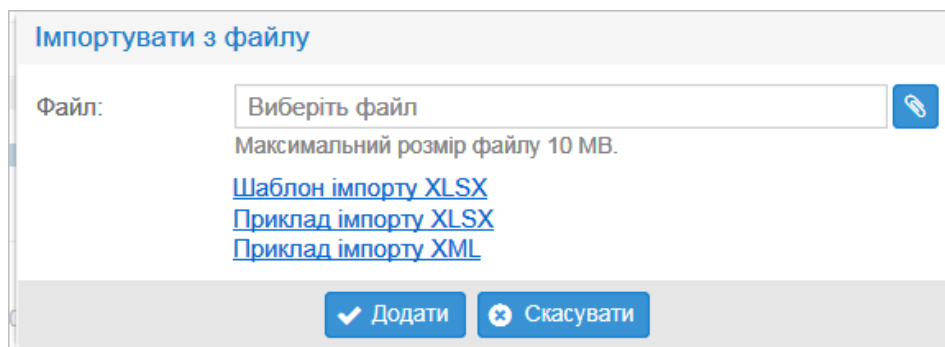 Імпортувати з файлу
Файл:
Виберіть файл
Максимальний розмір файлу 10 MB.
Шаблон імпорту XLSX
Приклад імпорту XLSX
Приклад імпорту XML
Додати
Скасувати